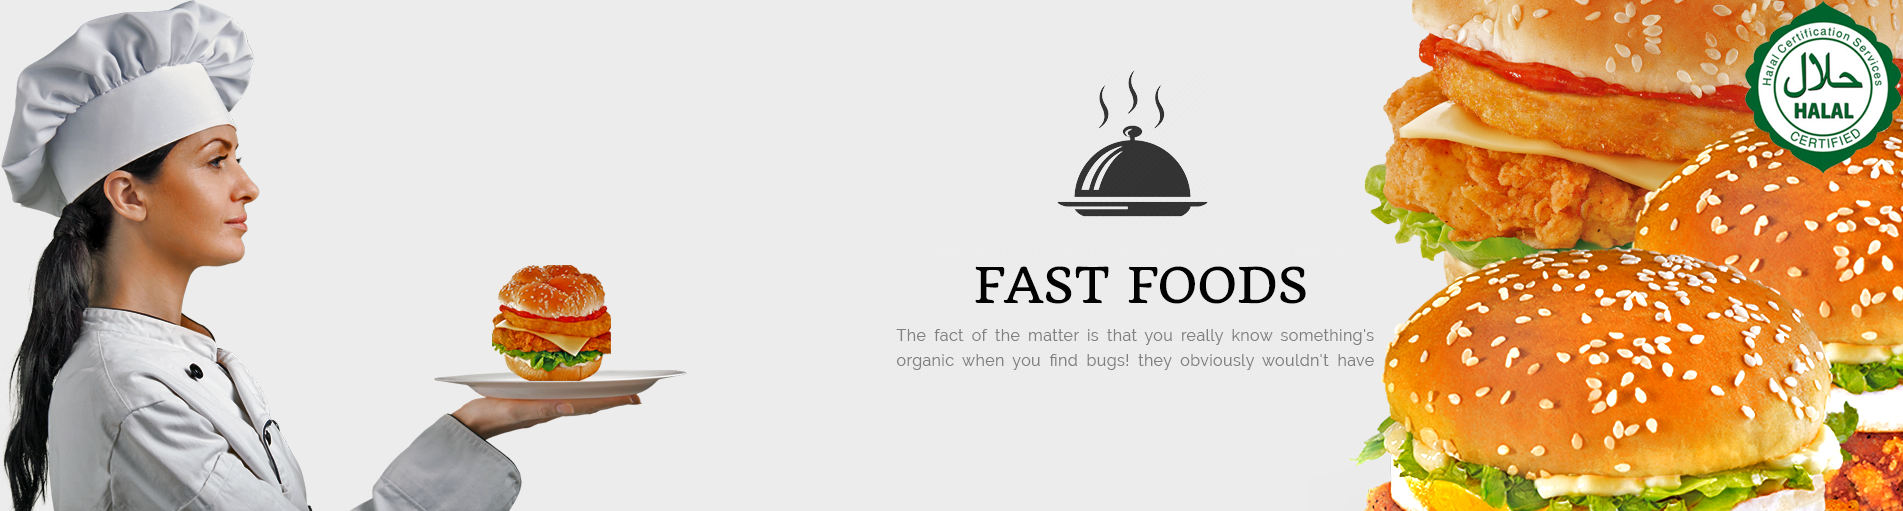 FAST FOODS
The fact of the matter is that you really know something's
organic when you find bugs! they obviously wouldn't have
Halal Certification Services
حلال
HALAL
CERTIFIED